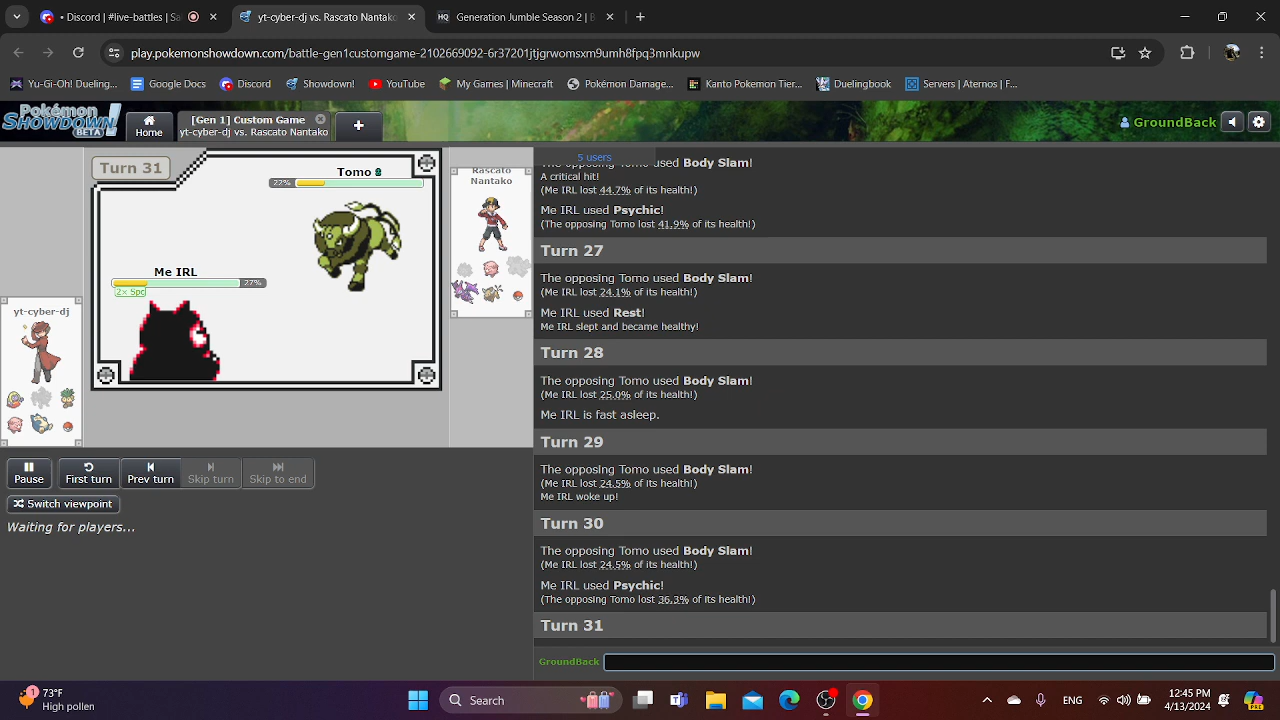 • Discord | #live-battles | Sa
yt-cyber-dj vs. Rascato Nantako
Generation Jumble Season 2 | B
play.pokemonshowdown.com/battle-gen1customgame-2102669092-6r37201jtjgrwomsxm9umh8fpq3mnkupw
Yu-Gi-Oh! Dueling...
Google Docs
Discord
Showdown!
YouTube
My Games | Minecraft
Pokémon Damage...
Kanto Pokemon Tier...
Duelingbook
Servers | Aternos | F...
Pokémon
Showdown!
BETA
Home
[Gen 1] Custom Game
yt-cyber-dj vs. Rascato Nantako
GroundBack
Turn 31
Tomo
22%
Me IRL
27%
2× Spc
yt-cyber-dj
Rascato
Nantako
Pause
First turn
Prev turn
Skip turn
Skip to end
Switch viewpoint
Waiting for players...
5 users
The opposing Tomo used Body Slam!
A critical hit!
(Me IRL lost 44.7% of its health!)
Me IRL used Psychic!
(The opposing Tomo lost 41.9% of its health!)
Turn 27
The opposing Tomo used Body Slam!
(Me IRL lost 24.1% of its health!)
Me IRL used Rest!
Me IRL slept and became healthy!
Turn 28
The opposing Tomo used Body Slam!
(Me IRL lost 25.0% of its health!)
Me IRL is fast asleep.
Turn 29
The opposing Tomo used Body Slam!
(Me IRL lost 24.5% of its health!)
Me IRL woke up!
Turn 30
The opposing Tomo used Body Slam!
(Me IRL lost 24.5% of its health!)
Me IRL used Psychic!
(The opposing Tomo lost 36.3% of its health!)
Turn 31
GroundBack
1
73°F
High pollen
Search
ENG
12:45 PM
4/13/2024
PRE